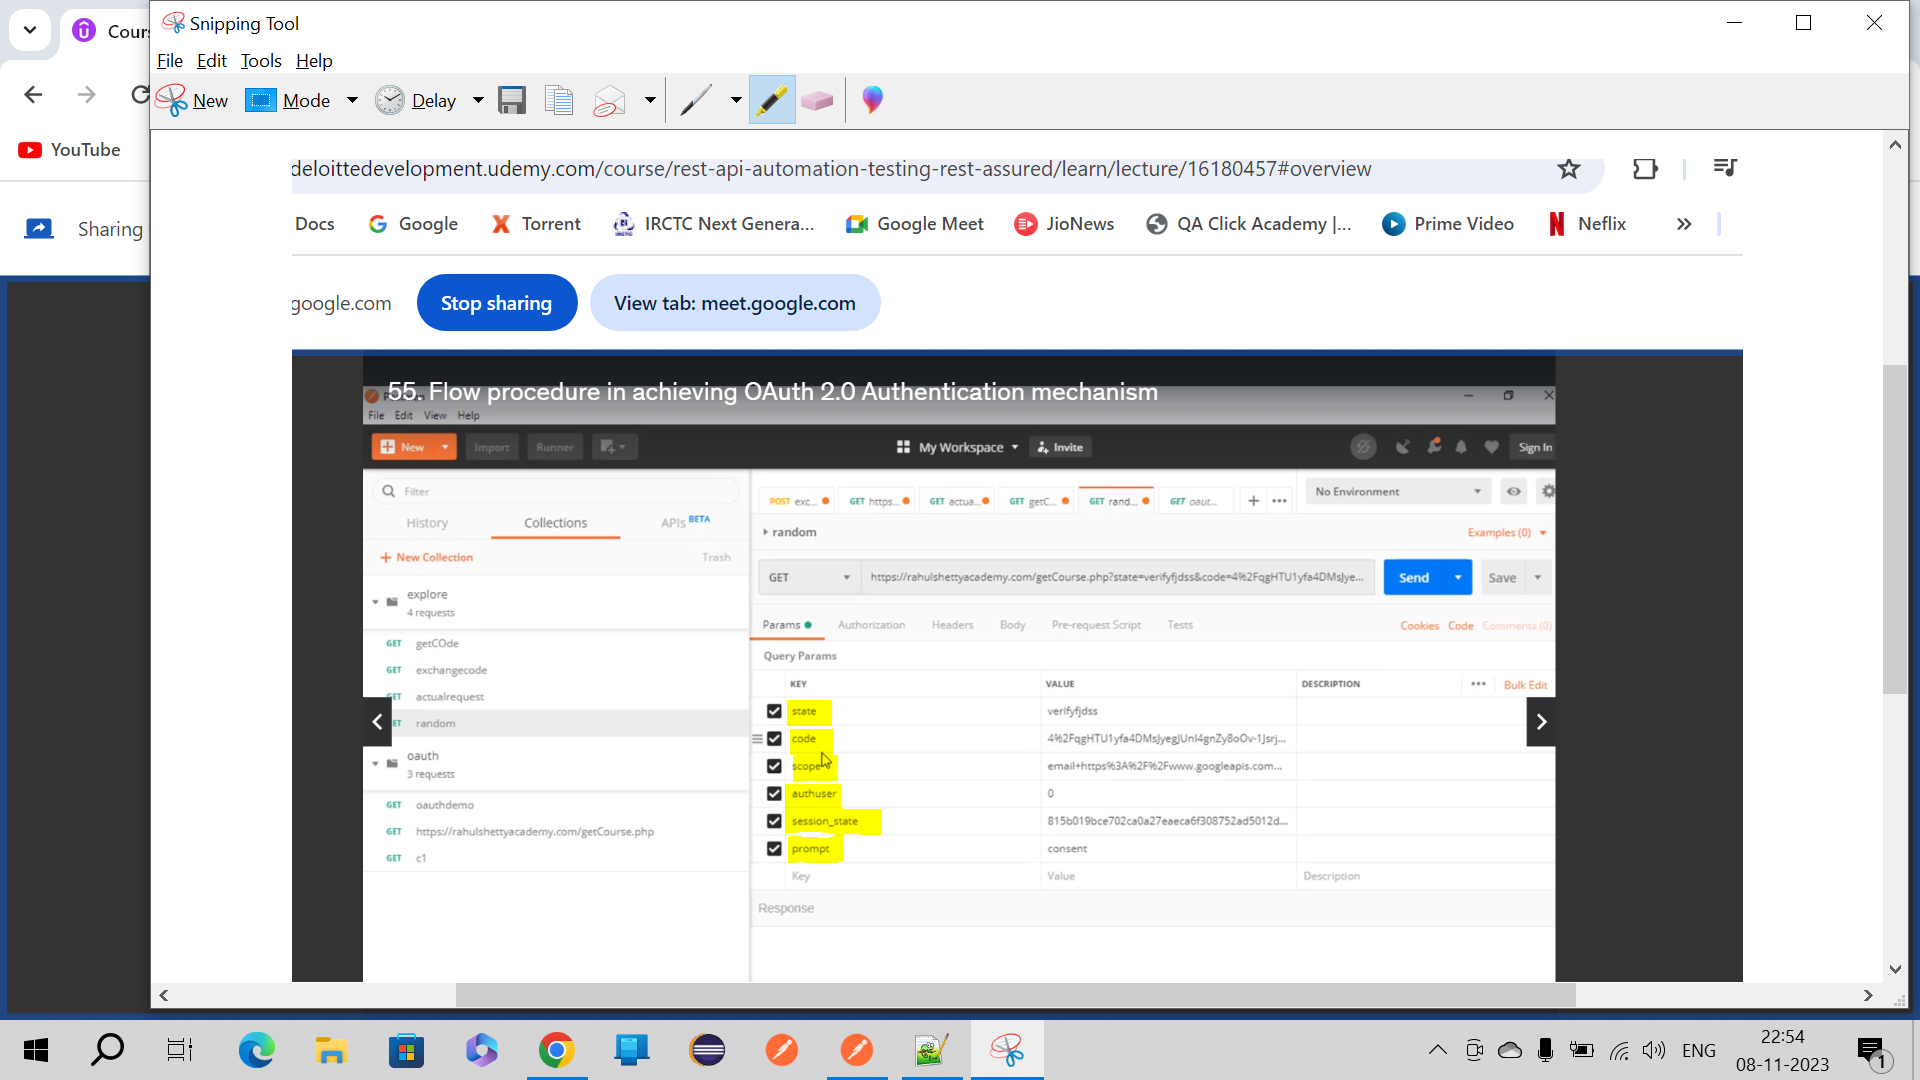 Cours
Snipping Tool
File Edit Tools Help
New Mode Delay
YouTube
deloittedevelopment.udemy.com/course/rest-api-automation-testing-rest-assured/learn/lecture/16180457#overview
Docs Google Torrent IRCTC Next Genera... Google Meet JioNews QA Click Academy |... Prime Video Neflix
Sharing
google.com Stop sharing View tab: meet.google.com
55. Flow procedure in achieving OAuth 2.0 Authentication mechanism
File Edit View Help
New Import Runner My Workspace Invite Sign In
Filter
POST exc... GET https... GET actua... GET getC... GET rand... GET oaut... No Environment
History Collections APIs BETA
random Examples (0)
New Collection Trash
GET https://rahulshettyacademy.com/getCourse.php?state=verifyfjdss&code=4%2FqgHTU1yfa4DMsJye... Send Save
explore
4 requests
Params Authorization Headers Body Pre-request Script Tests Cookies Code Comments (0)
GET getCOde
Query Params
GET exchangecode
KEY VALUE DESCRIPTION Bulk Edit
GET actualrequest
state verifyfjdss
random
code
scope email+https%3A%2F%2Fwww.googleapis.com...
oauth
3 requests
authuser 0
GET oauthdemo
session_state 815b019bce702ca0a27eaeca6f308752ad5012d...
GET https://rahulshettyacademy.com/getCourse.php
prompt consent
GET c1
Key Value Description
Response
ENG
22:54
08-11-2023
1